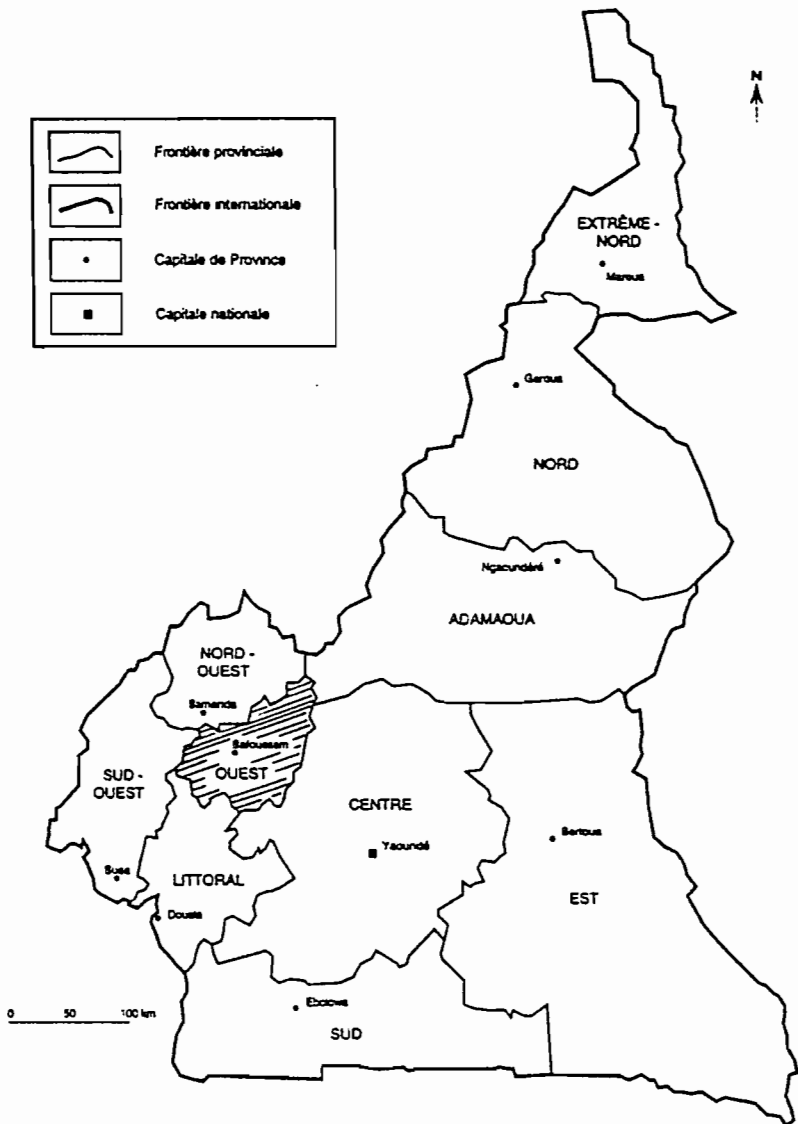 N
Frontière provinciale
Frontière internationale
Capitale de Province
Capitale nationale
EXTRÊME -
NORD
Maroua
Garoua
NORD
Ngaoundéré
ADAMAOUA
NORD -
OUEST
Bamenda
Bafoussam
OUEST
SUD -
OUEST
CENTRE
Yaoundé
Bertoua
Buea
LITTORAL
EST
Douala
0 50 100 km
Ebolowa
SUD